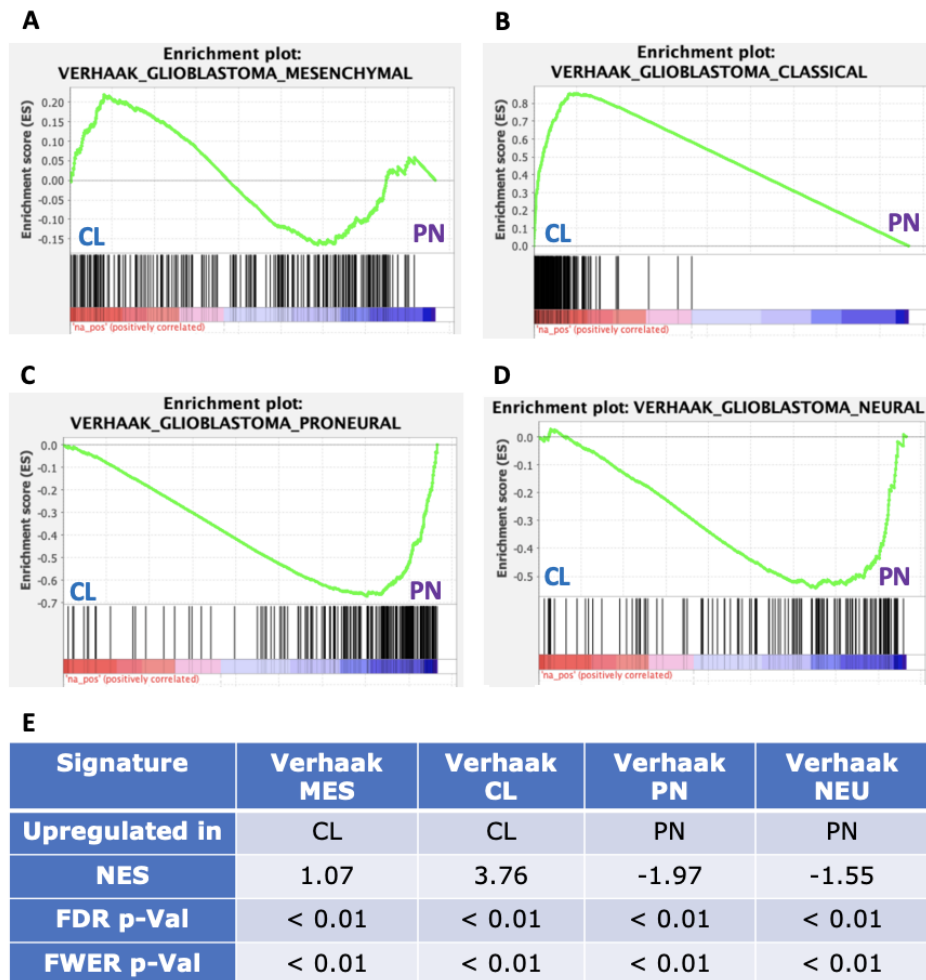 A
Enrichment plot:
VERHAAK_GLIOBLASTOMA_MESENCHYMAL
Enrichment score (ES)
0.20
0.15
0.10
0.05
0.00
-0.05
-0.10
-0.15
CL
PN
'na_pos' (positively correlated)
B
Enrichment plot:
VERHAAK_GLIOBLASTOMA_CLASSICAL
Enrichment score (ES)
0.8
0.7
0.6
0.5
0.4
0.3
0.2
0.1
0.0
CL
PN
'na_pos' (positively correlated)
C
Enrichment plot:
VERHAAK_GLIOBLASTOMA_PRONEURAL
Enrichment score (ES)
0.0
-0.1
-0.2
-0.3
-0.4
-0.5
-0.6
-0.7
CL
PN
'na_pos' (positively correlated)
D
Enrichment plot: VERHAAK_GLIOBLASTOMA_NEURAL
Enrichment score (ES)
0.0
-0.1
-0.2
-0.3
-0.4
-0.5
CL
PN
'na_pos' (positively correlated)
E
Signature Verhaak MES Verhaak CL Verhaak PN Verhaak NEU
Upregulated in CL CL PN PN
NES 1.07 3.76 -1.97 -1.55
FDR p-Val < 0.01 < 0.01 < 0.01 < 0.01
FWER p-Val < 0.01 < 0.01 < 0.01 < 0.01